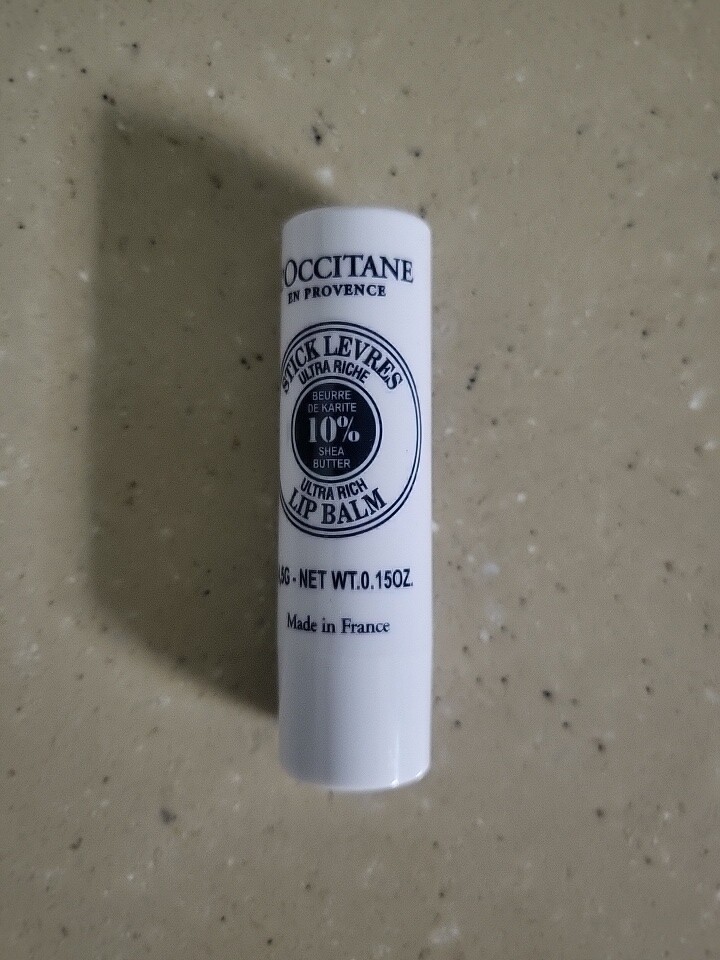 L'OCCITANE
EN PROVENCE
STICK LEVRES
ULTRA RICHE
BEURRE
DE KARITE
10%
SHEA
BUTTER
ULTRA RICH
LIP BALM
.5G - NET WT.0.15OZ.
Made in France